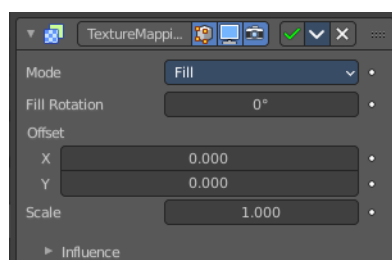 TextureMappi...
Mode Fill
Fill Rotation 0°
Offset
X 0.000
Y 0.000
Scale 1.000
Influence